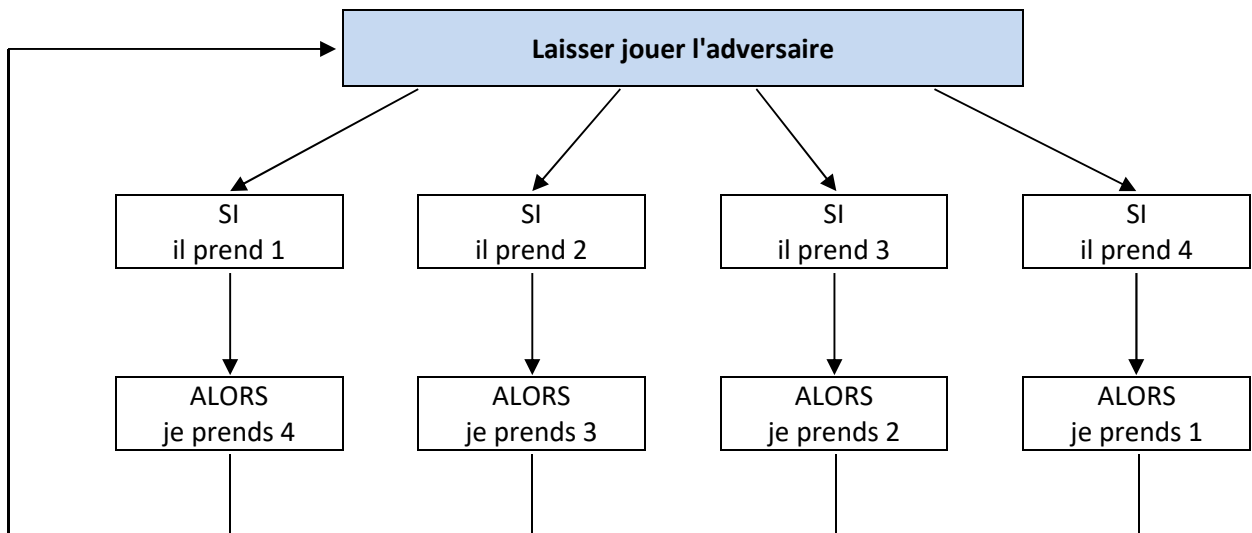 Laisser jouer l'adversaire
SI
il prend 1
SI
il prend 2
SI
il prend 3
SI
il prend 4
ALORS
je prends 4
ALORS
je prends 3
ALORS
je prends 2
ALORS
je prends 1